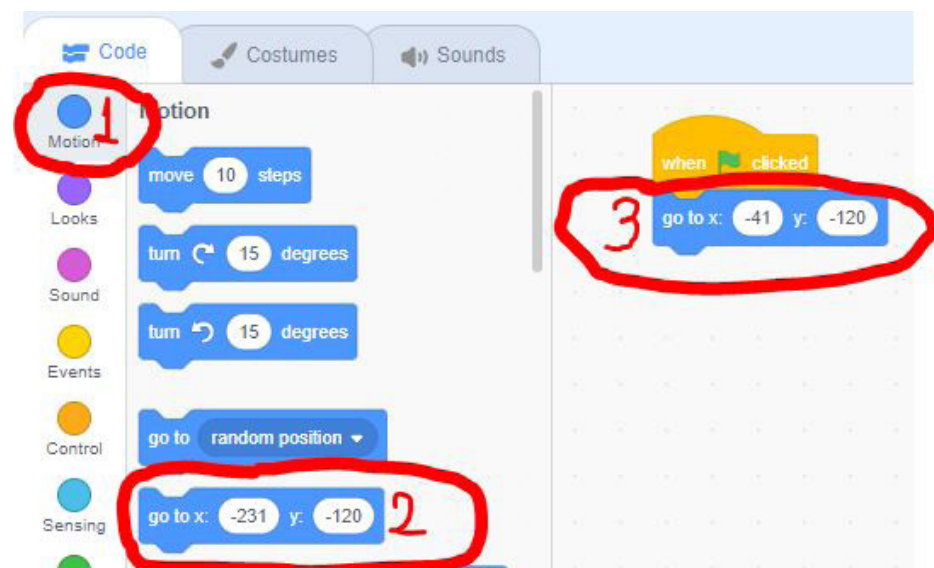 Code
Costumes
Sounds
Motion
Looks
Sound
Events
Control
Sensing
1
Motion
move 10 steps
turn 15 degrees
turn 15 degrees
go to random position
go to x: -231 y: -120
2
when clicked
3
go to x: -41 y: -120